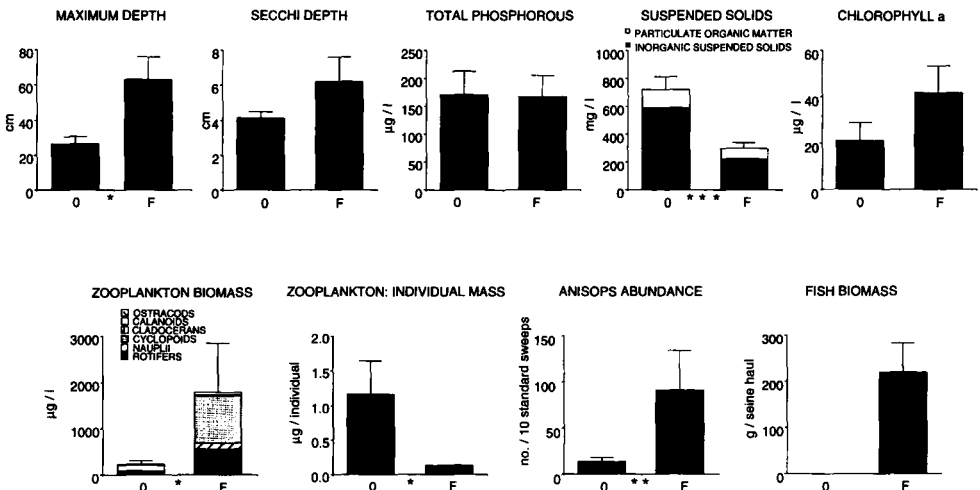 MAXIMUM DEPTH
80
60
40
20
0
cm
0 * F
SECCHI DEPTH
8
6
4
2
0
cm
0 F
TOTAL PHOSPHOROUS
250
200
150
100
50
0
µg / l
0 F
SUSPENDED SOLIDS
PARTICULATE ORGANIC MATTER
INORGANIC SUSPENDED SOLIDS
1000
800
600
400
200
0
mg / l
0 * * * F
CHLOROPHYLL a
60
40
20
0
µg / l
0 F
ZOOPLANKTON BIOMASS
OSTRACODS
CALANOIDS
CLADOCERANS
CYCLOPOIDS
NAUPLII
ROTIFERS
3000
2000
1000
0
µg / l
0 * F
ZOOPLANKTON: INDIVIDUAL MASS
2.0
1.5
1.0
0.5
0.0
µg / individual
0 * F
ANISOPS ABUNDANCE
150
100
50
0
no. / 10 standard sweeps
0 * * F
FISH BIOMASS
300
200
100
0
g / seine haul
0 F